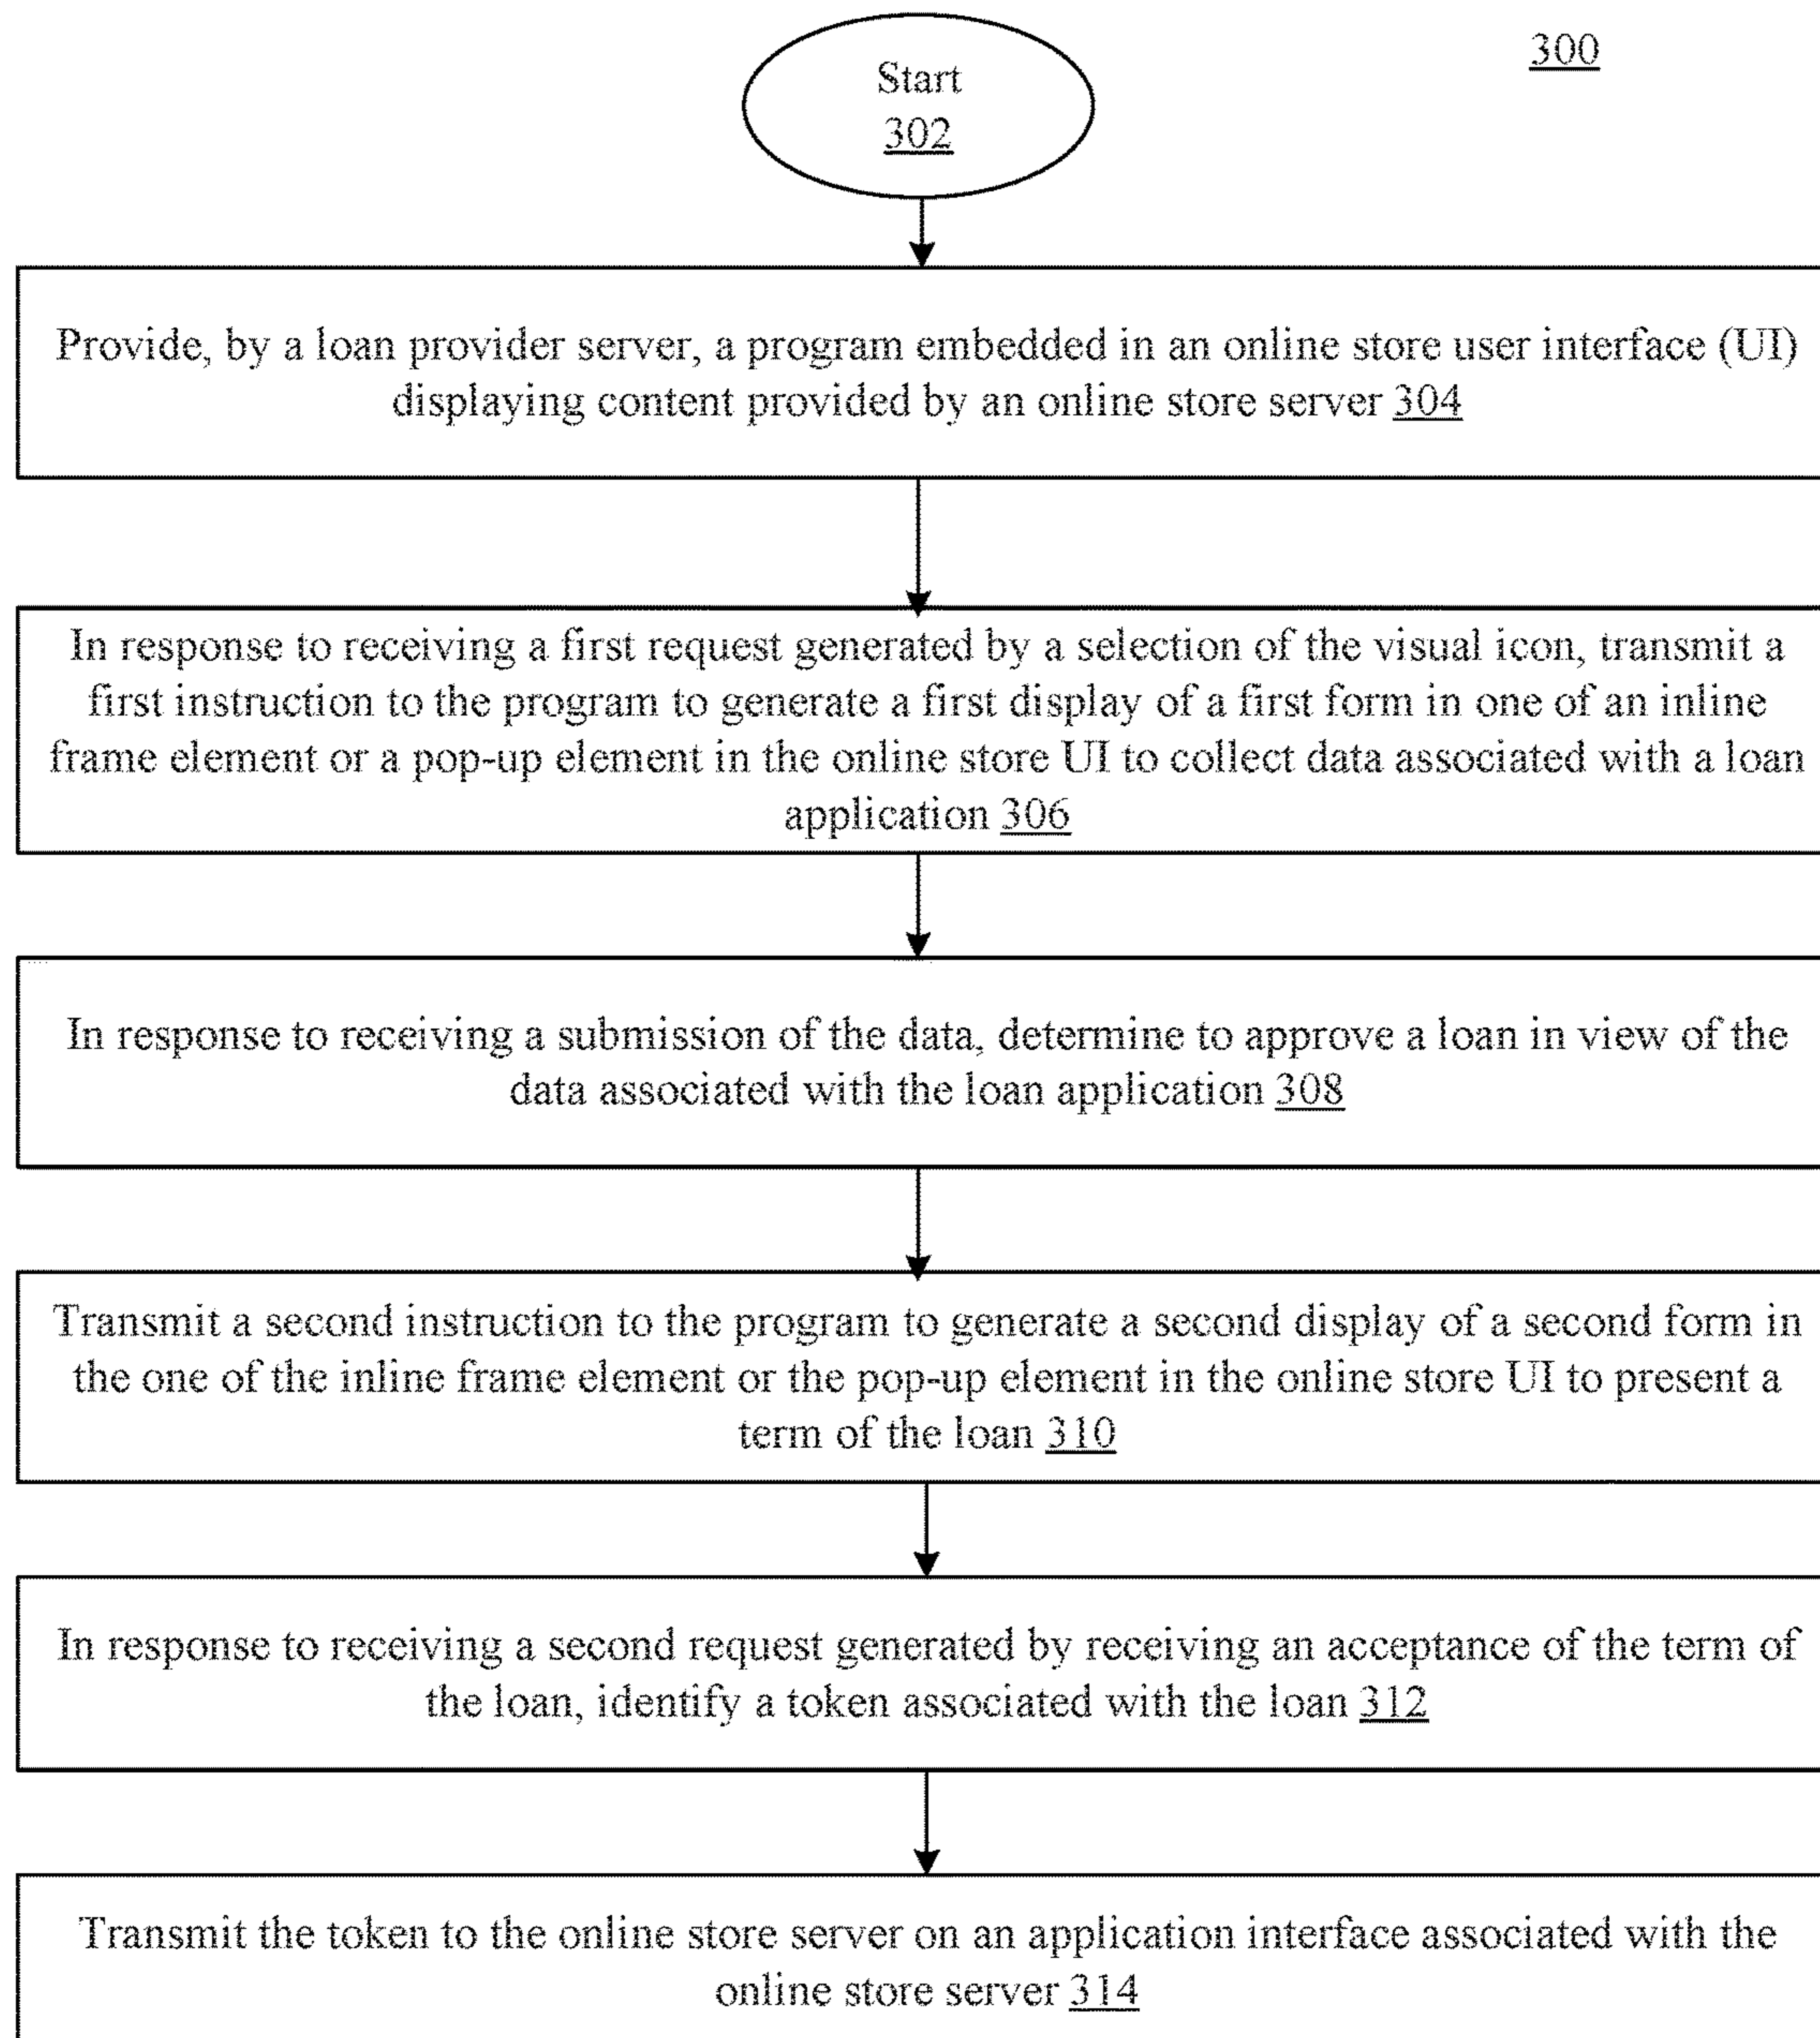 300
Start
302
Provide, by a loan provider server, a program embedded in an online store user interface (UI)
displaying content provided by an online store server 304
In response to receiving a first request generated by a selection of the visual icon, transmit a
first instruction to the program to generate a first display of a first form in one of an inline
frame element or a pop-up element in the online store UI to collect data associated with a loan
application 306
In response to receiving a submission of the data, determine to approve a loan in view of the
data associated with the loan application 308
Transmit a second instruction to the program to generate a second display of a second form in
the one of the inline frame element or the pop-up element in the online store UI to present a
term of the loan 310
In response to receiving a second request generated by receiving an acceptance of the term of
the loan, identify a token associated with the loan 312
Transmit the token to the online store server on an application interface associated with the
online store server 314